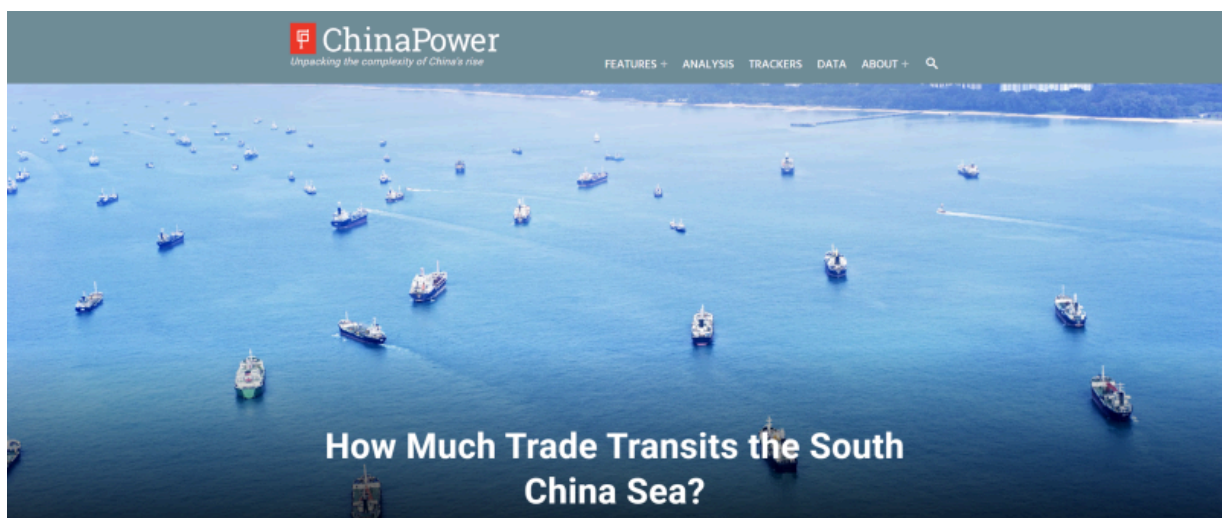 ChinaPower
Unpacking the complexity of China's rise
FEATURES + ANALYSIS TRACKERS DATA ABOUT +
How Much Trade Transits the South
China Sea?